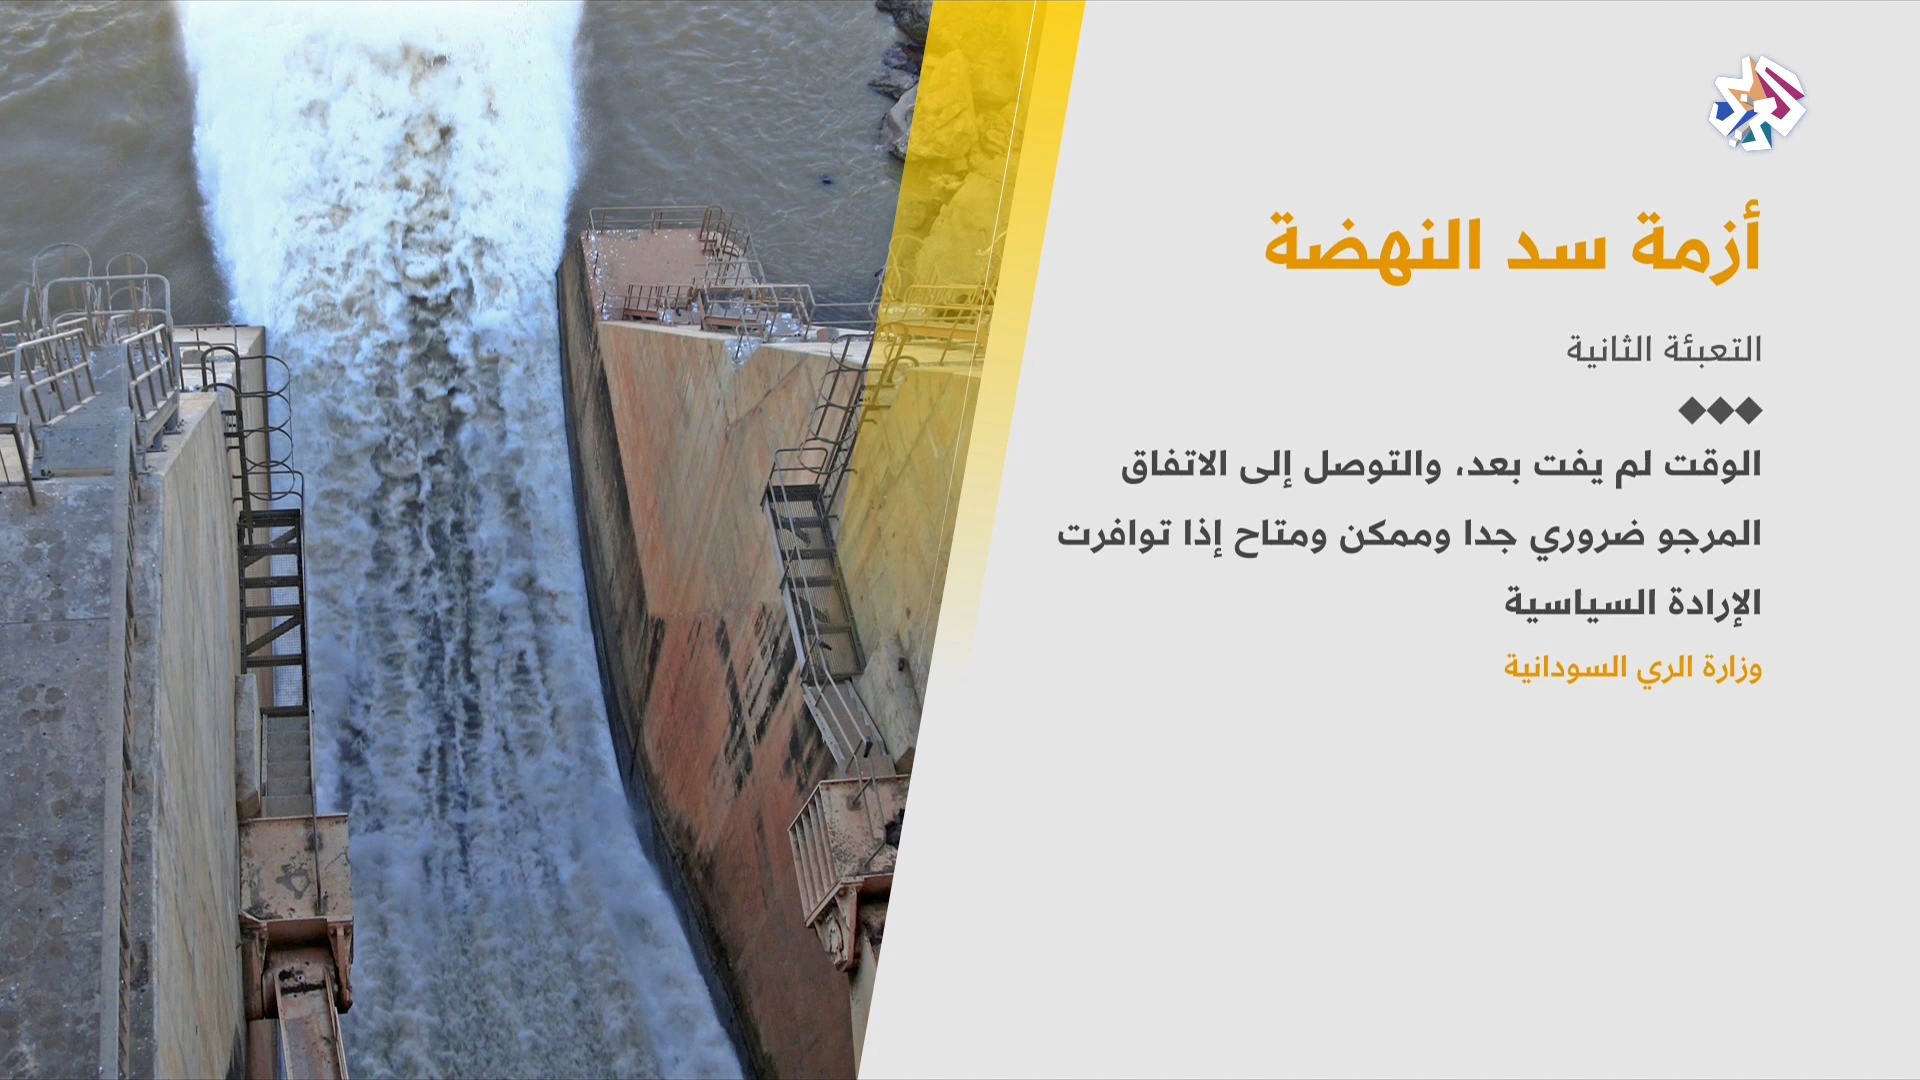 أزمة سد النهضة
التعبئة الثانية
الوقت لم يفت بعد، والتوصل إلى الاتفاق
المرجو ضروري جدا وممكن ومتاح إذا توافرت
الإرادة السياسية
وزارة الري السودانية